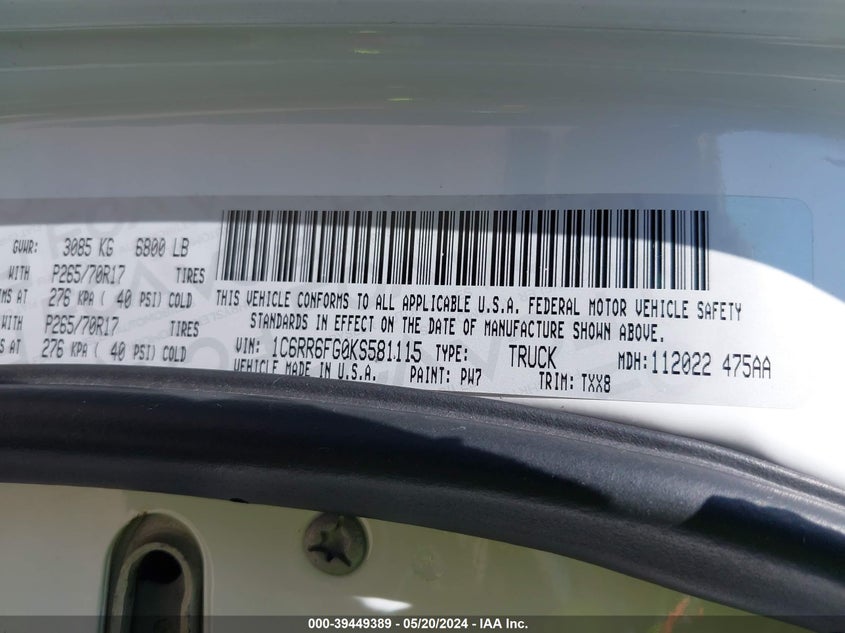 GVWR: 3085 KG 6800 LB
WITH P265/70R17 TIRES
MS AT 276 KPA ( 40 PSI) COLD
WITH P265/70R17 TIRES
S AT 276 KPA ( 40 PSI) COLD
THIS VEHICLE CONFORMS TO ALL APPLICABLE U.S.A. FEDERAL MOTOR VEHICLE SAFETY
STANDARDS IN EFFECT ON THE DATE OF MANUFACTURE SHOWN ABOVE.
VIN: 1C6RR6FG0KS581115 TYPE: TRUCK MDH:112022 475AA
VEHICLE MADE IN U.S.A. PAINT: PW7 TRIM: TXX8
000-39449389 - 05/20/2024 - IAA Inc.